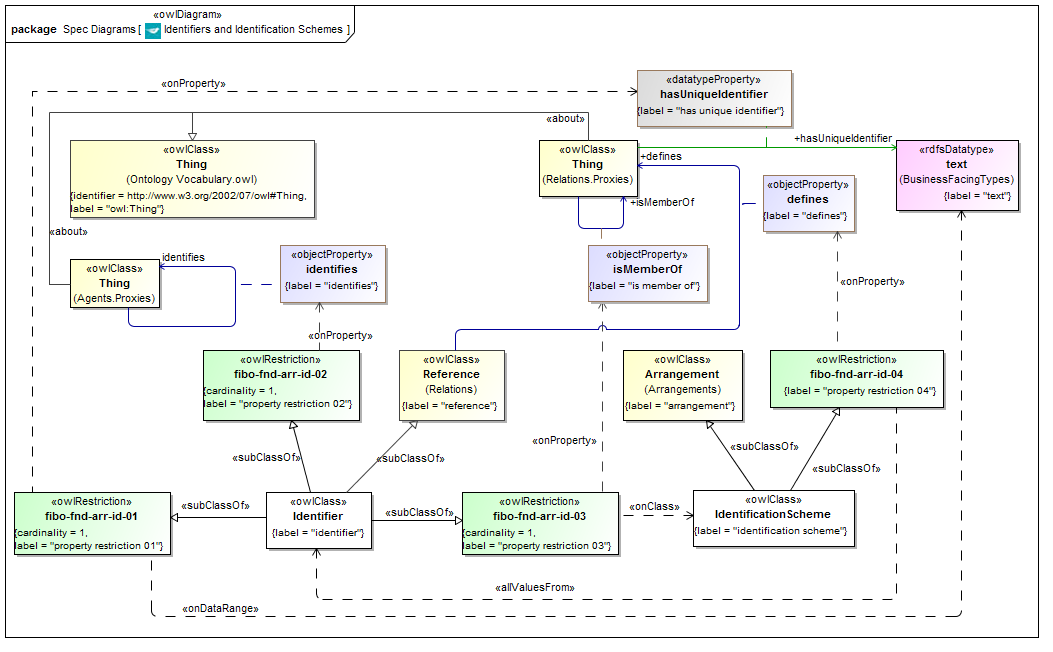 «owlDiagram»
package Spec Diagrams [ Identifiers and Identification Schemes ]
«onProperty»
«datatypeProperty»
hasUniqueIdentifier
{label = "has unique identifier"}
«about»
+hasUniqueIdentifier
«owlClass»
Thing
(Ontology Vocabulary.owl)
{identifier = http://www.w3.org/2002/07/owl#Thing,
label = "owl:Thing"}
«owlClass»
Thing
(Relations.Proxies)
+defines
+isMemberOf
«rdfsDatatype»
text
(BusinessFacingTypes)
{label = "text"}
«objectProperty»
defines
{label = "defines"}
«about»
«owlClass»
Thing
(Agents.Proxies)
identifies
«objectProperty»
identifies
{label = "identifies"}
«objectProperty»
isMemberOf
{label = "is member of"}
«onProperty»
«onProperty»
«owlRestriction»
fibo-fnd-arr-id-02
{cardinality = 1,
label = "property restriction 02"}
«owlClass»
Reference
(Relations)
{label = "reference"}
«owlClass»
Arrangement
(Arrangements)
{label = "arrangement"}
«owlRestriction»
fibo-fnd-arr-id-04
{label = "property restriction 04"}
«onProperty»
«subClassOf»
«subClassOf»
«subClassOf»
«subClassOf»
«owlRestriction»
fibo-fnd-arr-id-01
{cardinality = 1,
label = "property restriction 01"}
«subClassOf»
«owlClass»
Identifier
{label = "identifier"}
«subClassOf»
«owlRestriction»
fibo-fnd-arr-id-03
{cardinality = 1,
label = "property restriction 03"}
«onClass»
«owlClass»
IdentificationScheme
{label = "identification scheme"}
«allValuesFrom»
«onDataRange»